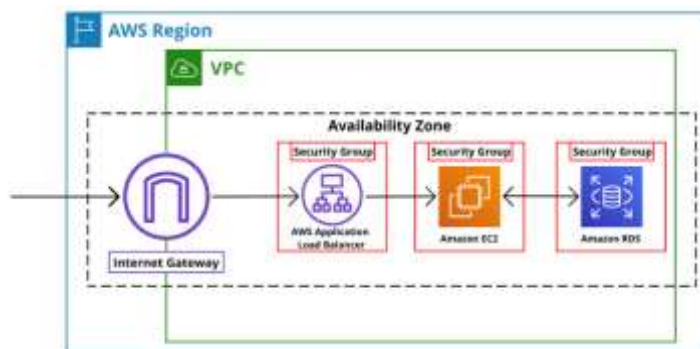 AWS Region
VPC
Availability Zone
Security Group
Security Group
Security Group
AWS Application
Load Balancer
Amazon EC2
Amazon RDS
Internet Gateway